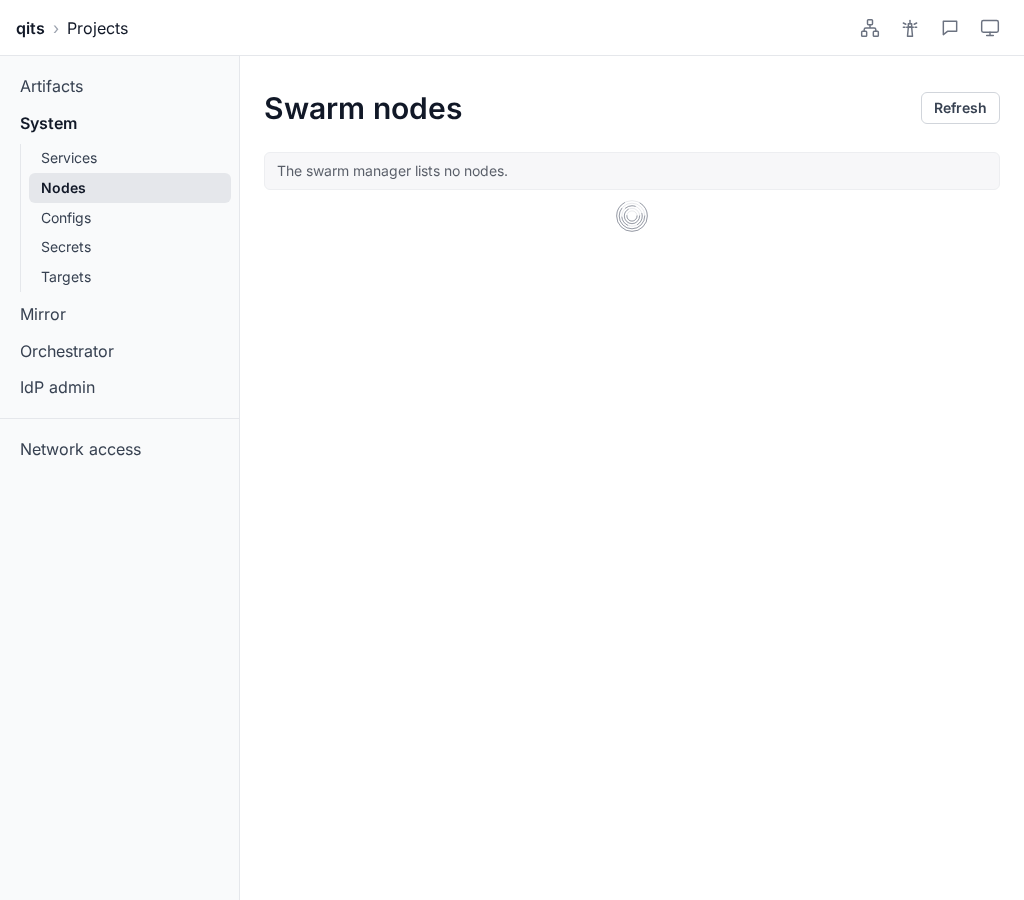 qits › Projects
Artifacts
System
Services
Nodes
Configs
Secrets
Targets
Mirror
Orchestrator
IdP admin
Network access
Swarm nodes
Refresh
The swarm manager lists no nodes.